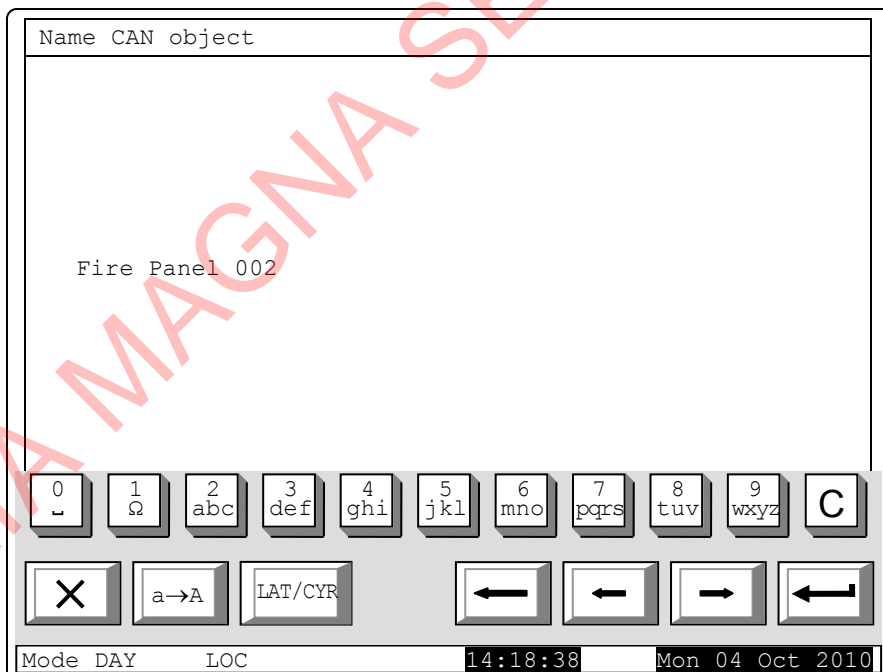 Name CAN object
Fire Panel 002
0 1 2 3 4 5 6 7 8 9 C
␣ Ω abc def ghi jkl mno pqrs tuv wxyz
a→A LAT/CYR
Mode DAY LOC 14:18:38 Mon 04 Oct 2010
MAGNA